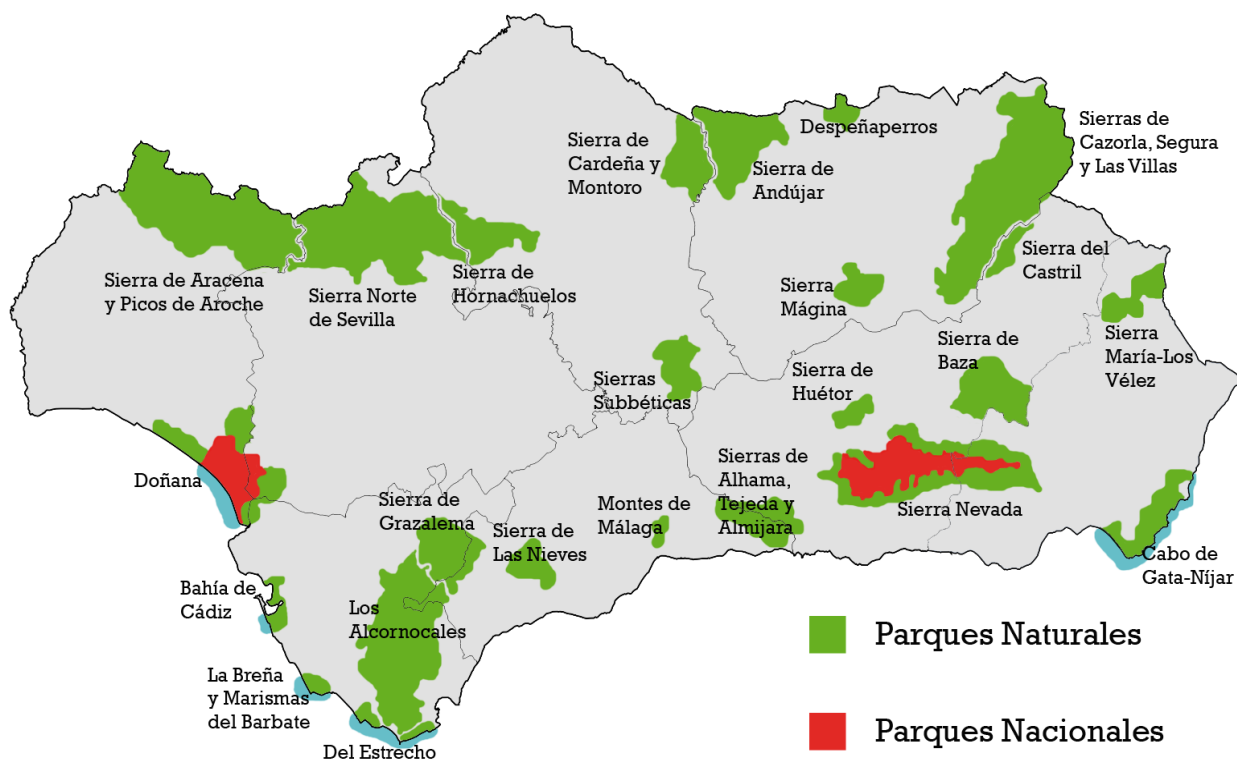 Despeñaperros
Sierras de
Cazorla, Segura
y Las Villas
Sierra de
Cardeña y
Montoro
Sierra de
Andújar
Sierra de Aracena
y Picos de Aroche
Sierra Norte
de Sevilla
Sierra de
Hornachuelos
Sierra
Mágina
Sierra del
Castril
Sierra
María-Los
Vélez
Sierra de
Baza
Sierra de
Huétor
Sierras
Subbéticas
Doñana
Sierra de
Grazalema
Sierra de
Las Nieves
Montes de
Málaga
Sierras de
Alhama,
Tejeda y
Almijara
Sierra Nevada
Cabo de
Gata-Níjar
Bahía de
Cádiz
Los
Alcornocales
La Breña
y Marismas
del Barbate
Del Estrecho
Parques Naturales
Parques Nacionales